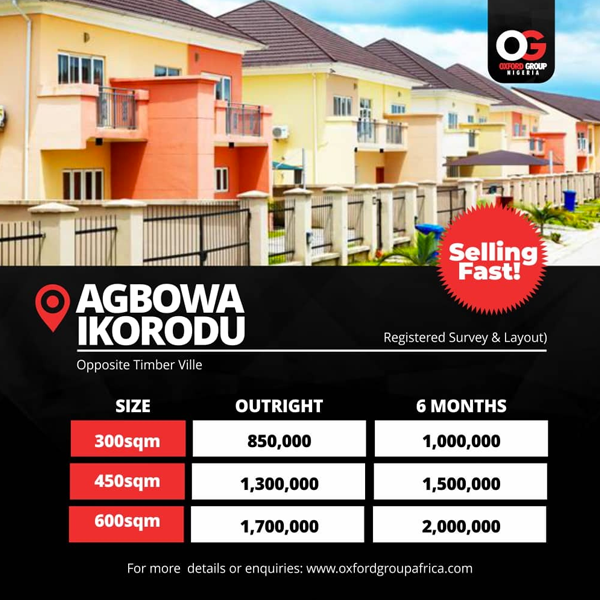 OG
OXFORD GROUP
NIGERIA
Selling
Fast!
AGBOWA
IKORODU
Registered Survey & Layout)
Opposite Timber Ville
SIZE OUTRIGHT 6 MONTHS
300sqm 850,000 1,000,000
450sqm 1,300,000 1,500,000
600sqm 1,700,000 2,000,000
For more details or enquiries: www.oxfordgroupafrica.com